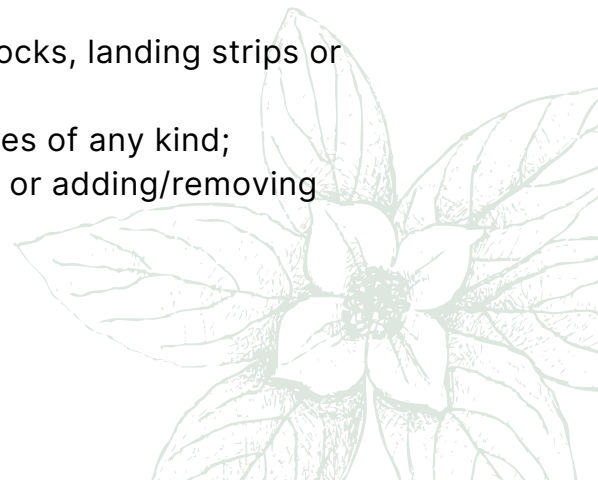 ocks, landing strips or
es of any kind;
or adding/removing